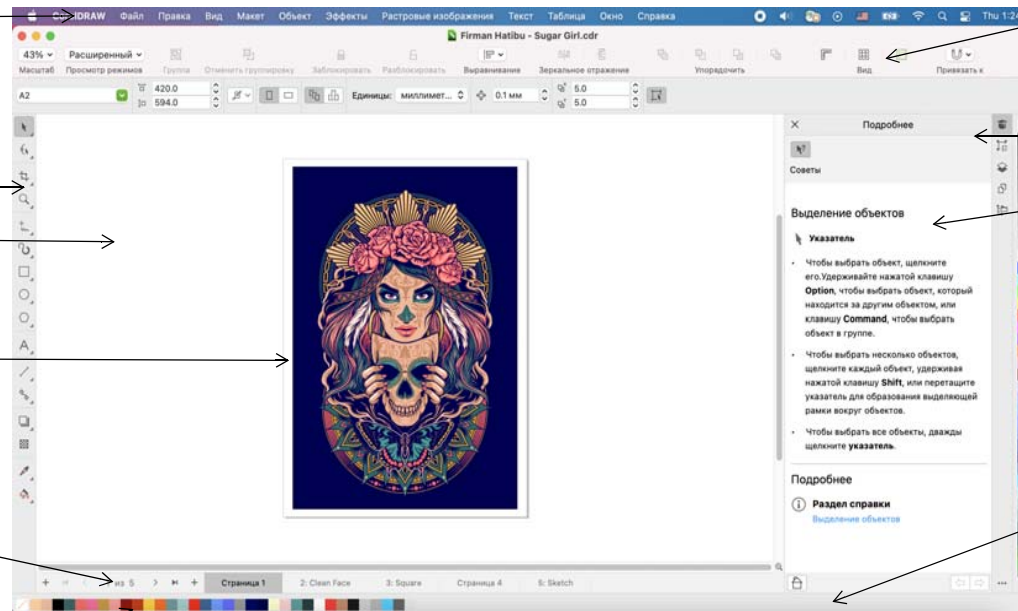 CorelDRAW Файл Правка Вид Макет Объект Эффекты Растровые изображения Текст Таблица Окно Справка Thu 1:24
Firman Hatibu - Sugar Girl.cdr
43% Расширенный
Масштаб Просмотр режимов Группа Отменить группировку Заблокировать Разблокировать Выравнивание Зеркальное отражение Упорядочить Вид Привязать к
A2 420.0 Единицы: миллимет... 0.1 мм 5.0
594.0 5.0
Подробнее
Советы
Выделение объектов
Указатель
• Чтобы выбрать объект, щелкните
его.Удерживайте нажатой клавишу
Option, чтобы выбрать объект, который
находится за другим объектом, или
клавишу Command, чтобы выбрать
объект в группе.
• Чтобы выбрать несколько объектов,
щелкните каждый объект, удерживая
нажатой клавишу Shift, или перетащите
указатель для образования выделяющей
рамки вокруг объектов.
• Чтобы выбрать все объекты, дважды
щелкните указатель.
Подробнее
Раздел справки
Выделение объектов
из 5 Страница 1 2: Clean Face 3: Square Страница 4 5: Sketch